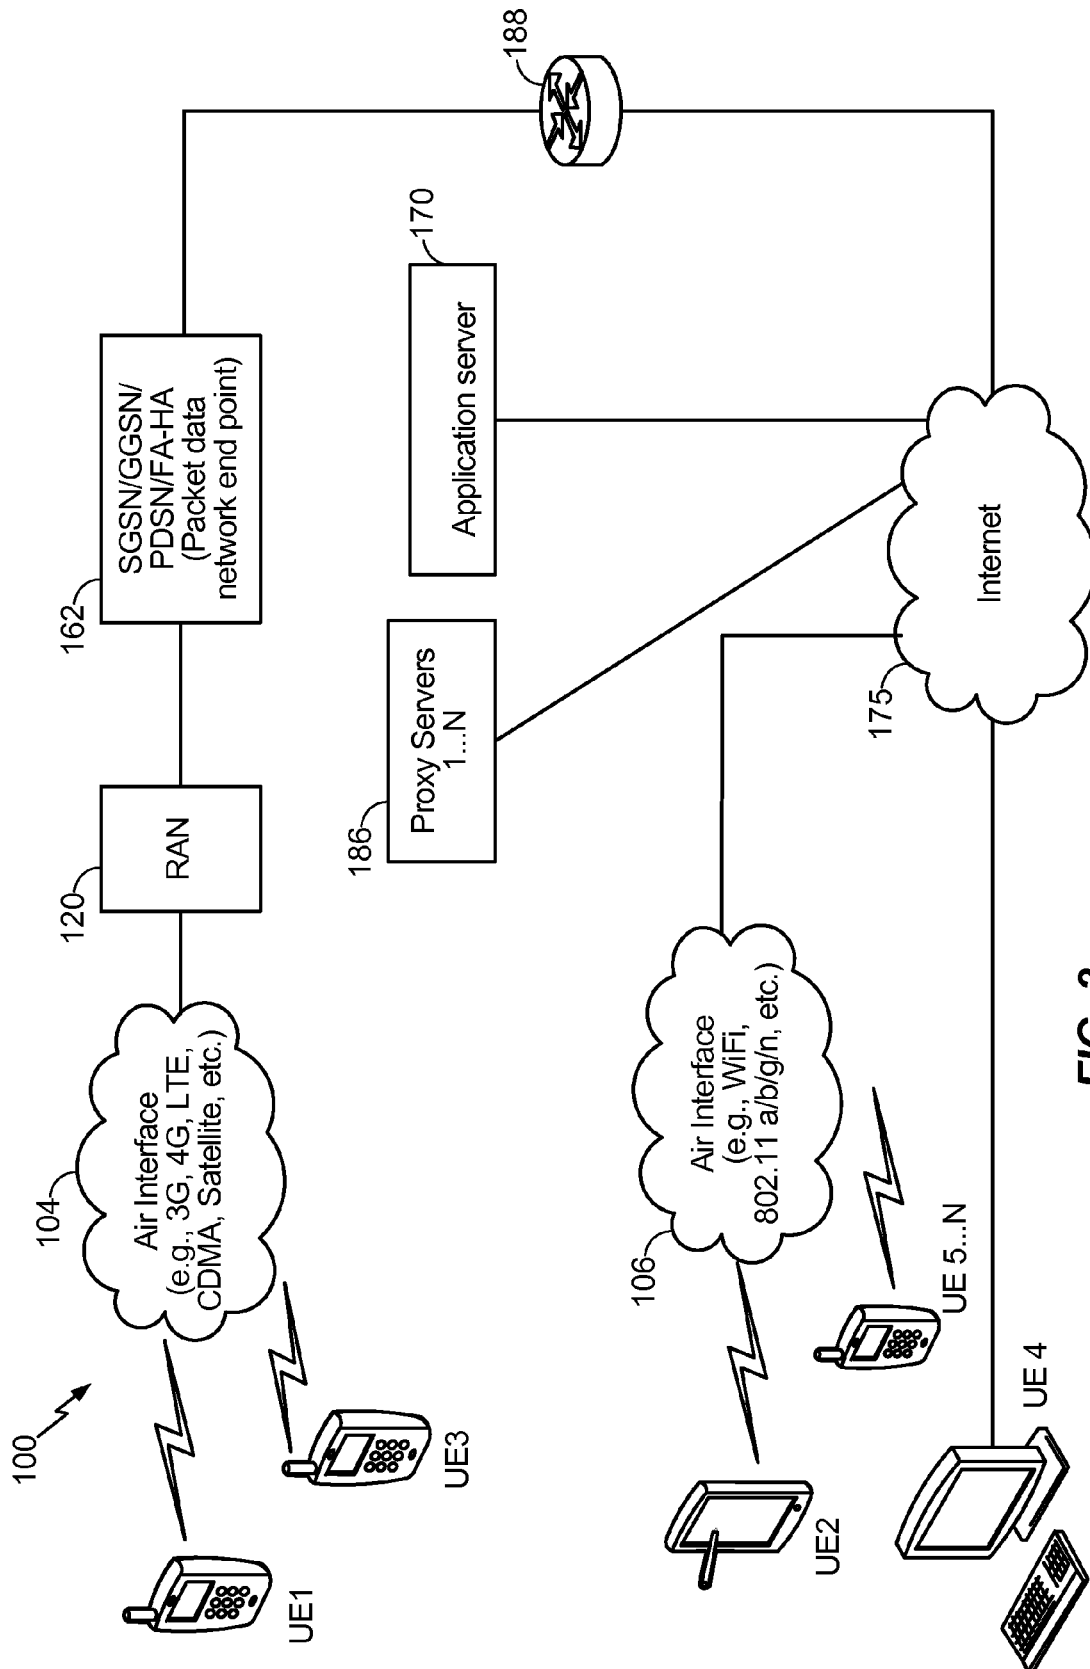 100
104
Air Interface
(e.g., 3G, 4G, LTE,
CDMA, Satellite, etc.)
120
RAN
162
SGSN/GGSN/
PDSN/FA-HA
(Packet data
network end point)
188
UE1
UE3
186
Proxy Servers
1...N
170
Application server
106
Air Interface
(e.g., WiFi,
802.11 a/b/g/n, etc.)
UE2
UE 5...N
175
Internet
UE 4
FIG.